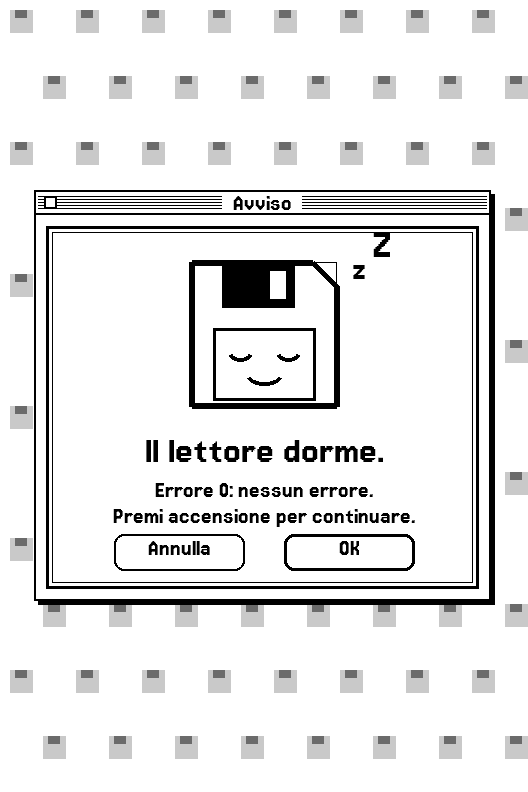 Avviso
Z
z
Il lettore dorme.
Errore 0: nessun errore.
Premi accensione per continuare.
Annulla
OK